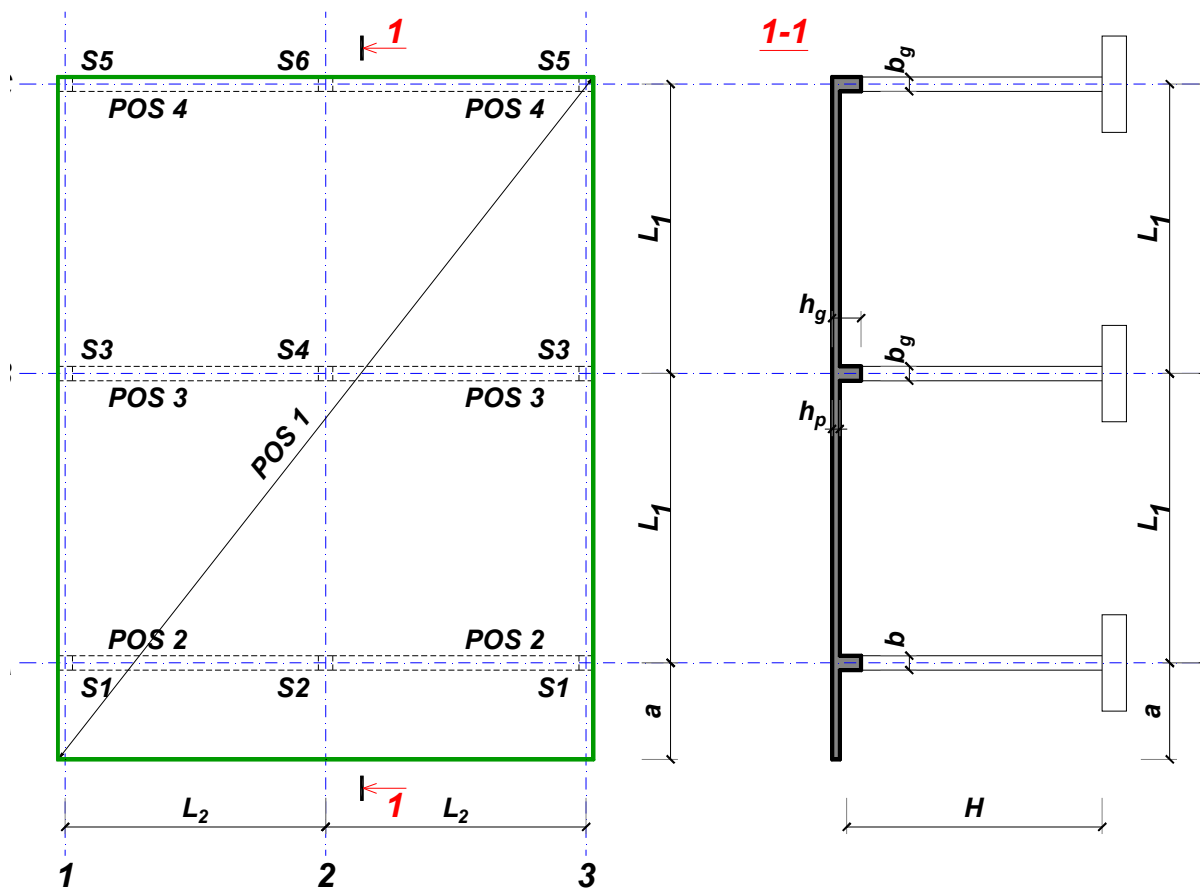 1
1-1
S5 S6 S5
POS 4 POS 4
b_g
L_1
L_1
h_g
b_g
S3 S4 S3
POS 3 POS 3
h_p
POS 1
L_1
L_1
POS 2 POS 2
b
S1 S2 S1
a
a
1
L_2 L_2
H
1 2 3